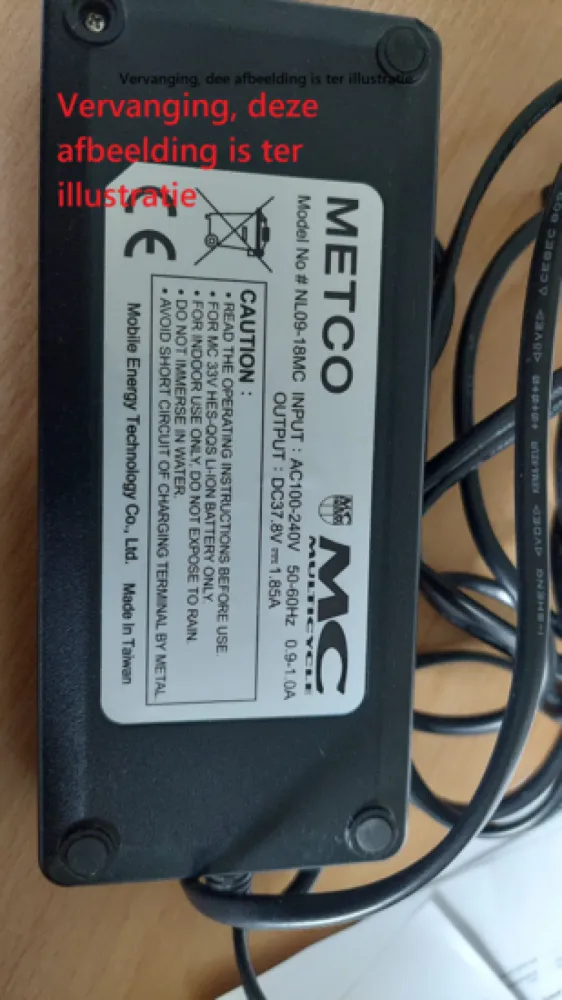 Vervanging, dee afbeelding is ter illustratie
Vervanging, deze
afbeelding is ter
illustratie
METCO
Model No # NL09-18MC
INPUT : AC100-240V 50-60Hz 0.9-1.0A
OUTPUT : DC37.8V 1.85A
MC
MULTICYCLE
CE
CAUTION :
• READ THE OPERATING INSTRUCTIONS BEFORE USE.
• FOR MC 33V HES-QQS LI-ION BATTERY ONLY.
• FOR INDOOR USE ONLY, DO NOT EXPOSE TO RAIN.
• DO NOT IMMERSE IN WATER.
• AVOID SHORT CIRCUIT OF CHARGING TERMINAL BY METAL
Mobile Energy Technology Co., Ltd. Made In Taiwan